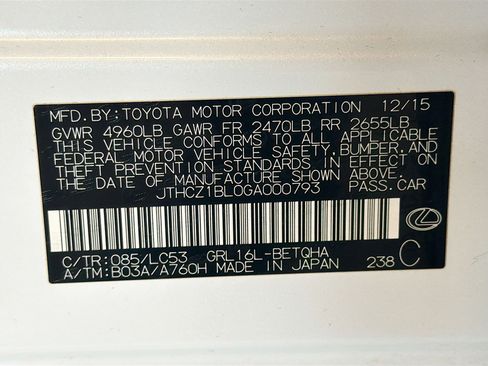 MFD.BY:TOYOTA MOTOR CORPORATION 12/15
GVWR 4960LB GAWR FR 2470LB RR 2655LB
THIS VEHICLE CONFORMS TO ALL APPLICABLE
FEDERAL MOTOR VEHICLE SAFETY,BUMPER,AND
THEFT PREVENTION STANDARDS IN EFFECT ON
THE DATE OF MANUFACTURE SHOWN ABOVE.
JTHCZ1BL0GA000793 PASS.CAR
C/TR:085/LC53 GRL16L-BETQHA
A/TM:B03A/A760H MADE IN JAPAN 238 C